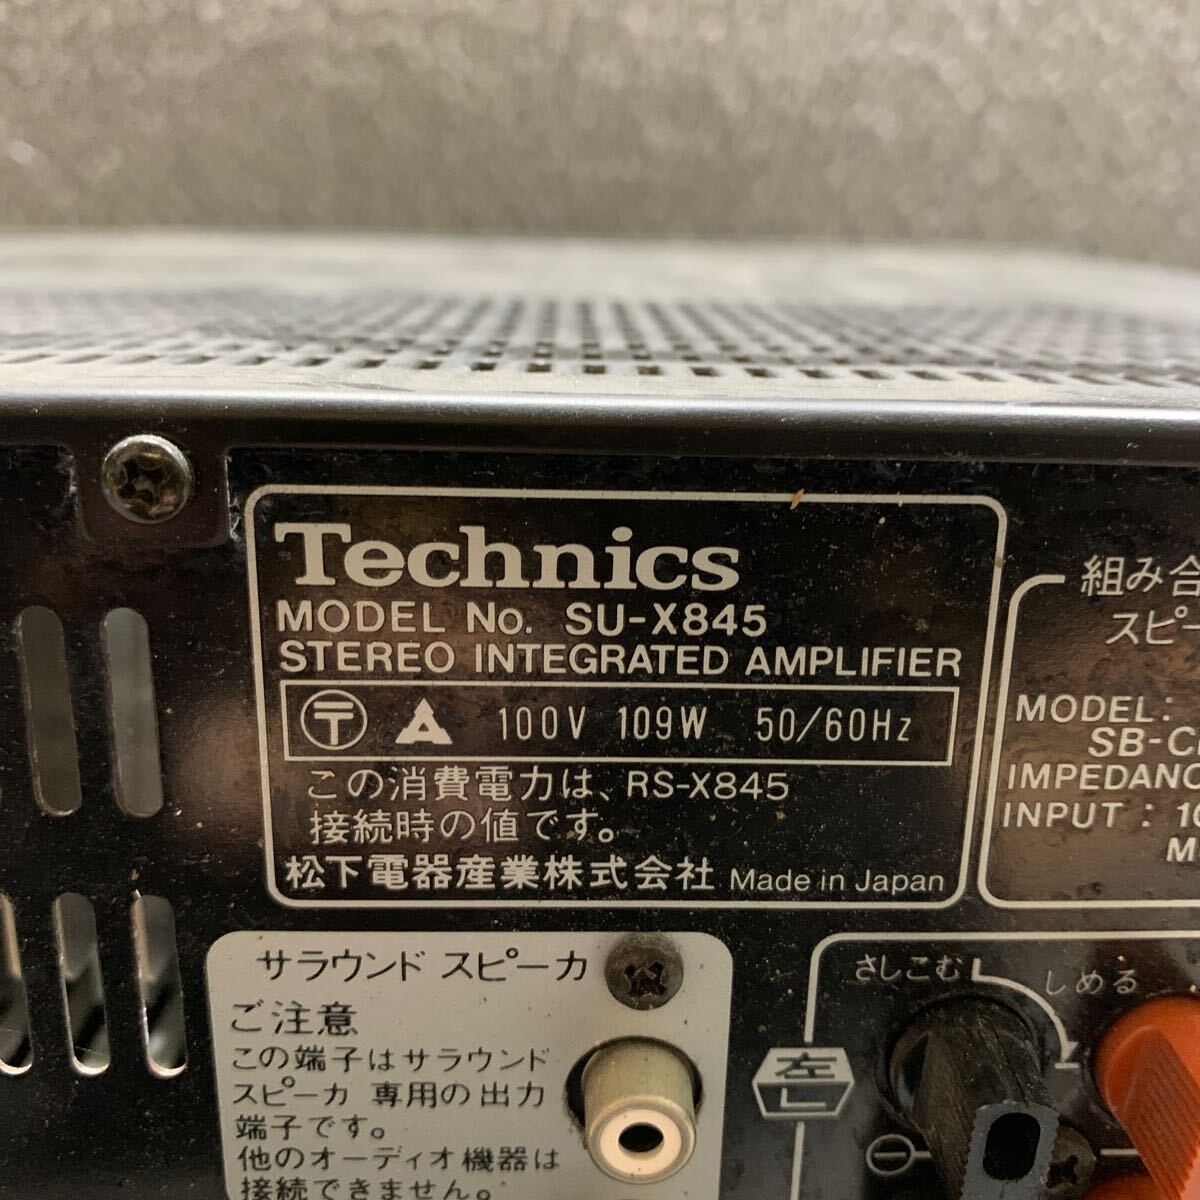 Technics
MODEL No. SU-X845
STEREO INTEGRATED AMPLIFIER
〒 100V 109W 50/60Hz
この消費電力は、RS-X845
接続時の値です。
松下電器産業株式会社 Made in Japan
組み合
スピー
MODEL:
SB-C
IMPEDANC
INPUT : 10
M
サラウンド スピーカ
ご注意
この端子はサラウンド
スピーカ 専用の出力
端子です。
他のオーディオ機器は
接続できません。
さしこむ
しめる
左L
⊖